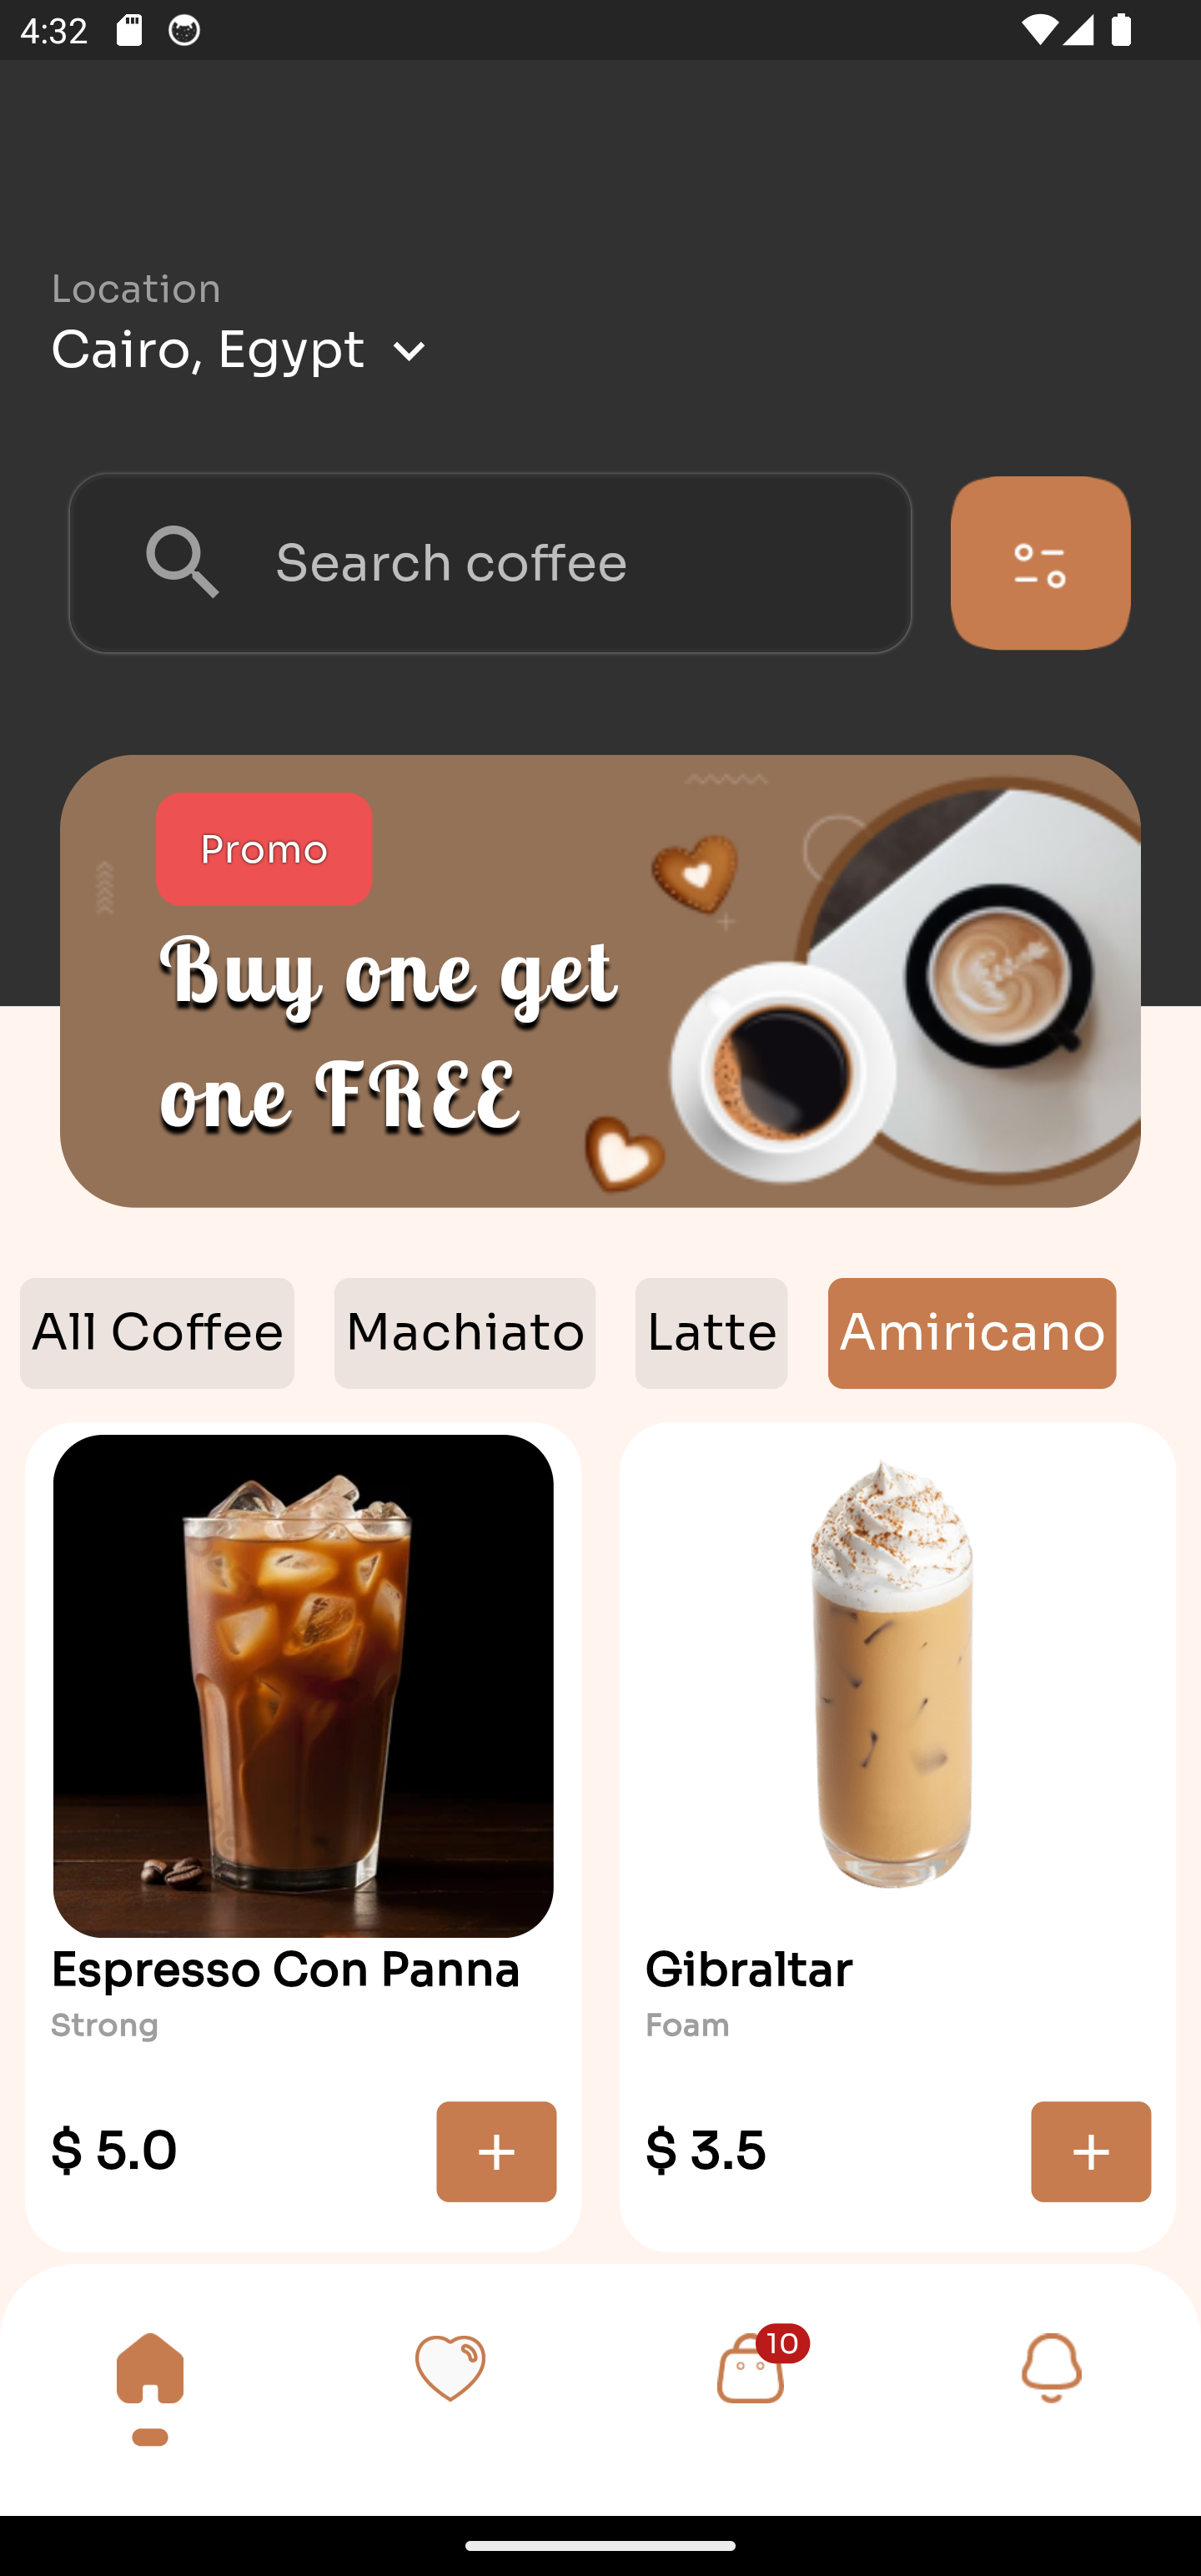 4:32
Location
Cairo, Egypt
Search coffee
Promo
Buy one get
one FREE
All Coffee Machiato Latte Amiricano
Espresso Con Panna Gibraltar
Strong Foam
$ 5.0 + $ 3.5 +
10